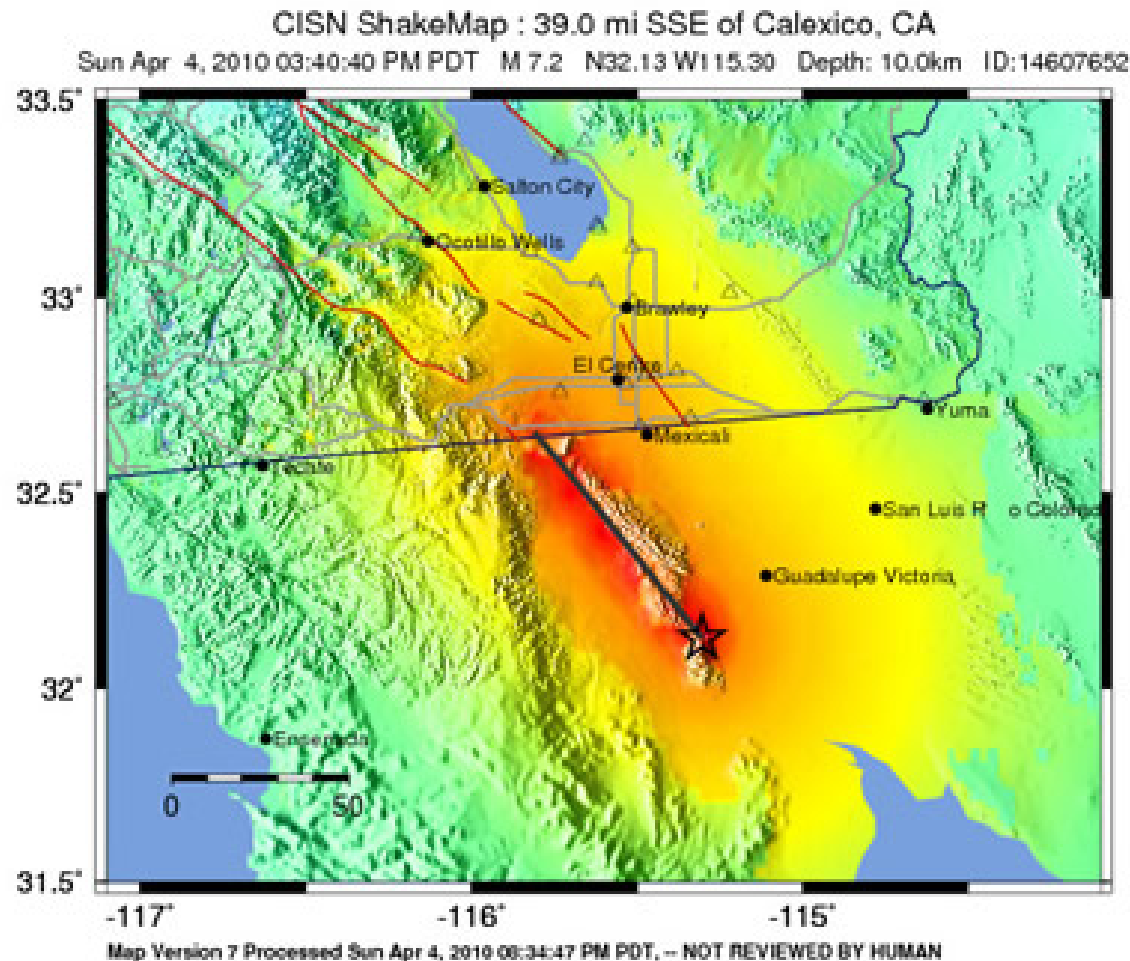 CISN ShakeMap : 39.0 mi SSE of Calexico, CA
Sun Apr 4, 2010 03:40:40 PM PDT M 7.2 N32.13 W115.30 Depth: 10.0km ID:14607652
33.5°
Salton City
Ocotillo Wells
33°
Brawley
El Centro
Yuma
Mexicali
Tecate
32.5°
San Luis R o Colorad
Guadalupe Victoria
32°
Ensenada
0 50
31.5°
-117° -116° -115°
Map Version 7 Processed Sun Apr 4, 2010 08:34:47 PM PDT, -- NOT REVIEWED BY HUMAN